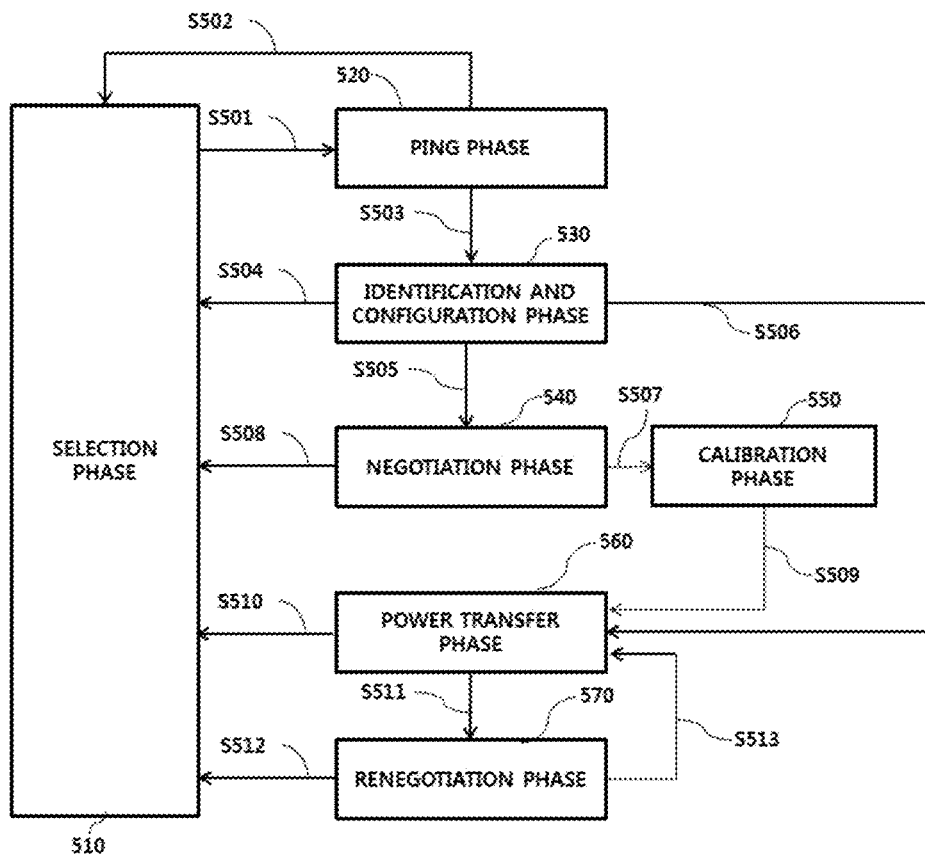 S502
520
S501
PING PHASE
S503
530
S504
IDENTIFICATION AND
CONFIGURATION PHASE
S506
S505
540
S507
550
S508
SELECTION
PHASE
NEGOTIATION PHASE
CALIBRATION
PHASE
560
S509
S510
POWER TRANSFER
PHASE
S511
570
S513
S512
RENEGOTIATION PHASE
510